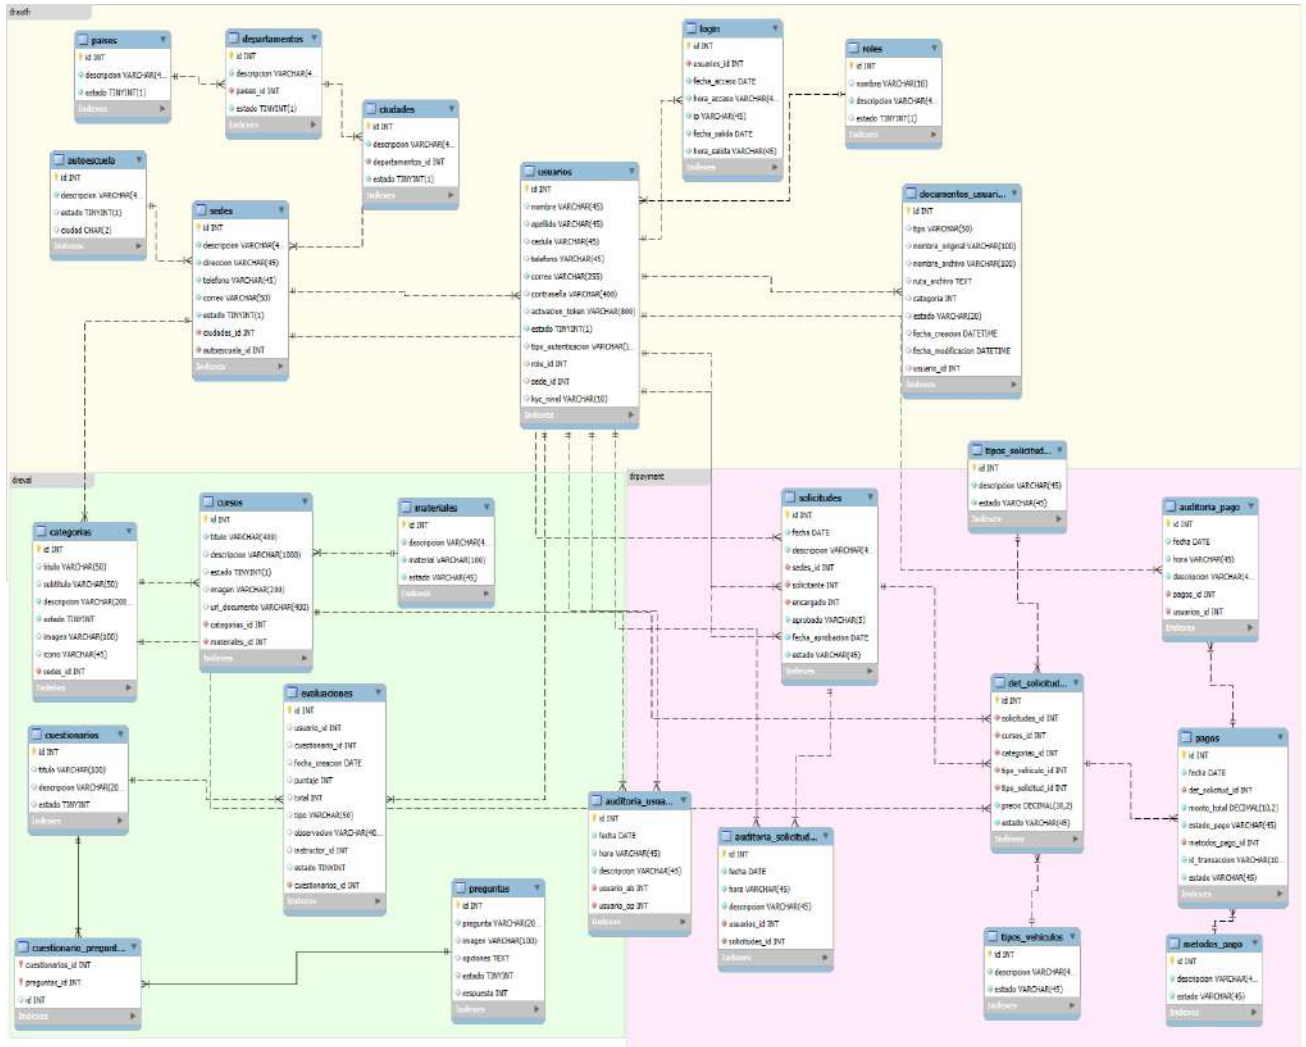 drauth
paises
id INT
descripcion VARCHAR(4...
estado TINYINT(1)
Indexes
departamentos
id INT
descripcion VARCHAR(4...
paises_id INT
estado TINYINT(1)
Indexes
ciudades
id INT
descripcion VARCHAR(4...
departamentos_id INT
estado TINYINT(1)
Indexes
autoescuela
id INT
descripcion VARCHAR(4...
estado TINYINT(1)
ciudad CHAR(2)
Indexes
sedes
id INT
descripcion VARCHAR(4...
direccion VARCHAR(45)
telefono VARCHAR(45)
correo VARCHAR(50)
estado TINYINT(1)
ciudades_id INT
autoescuela_id INT
Indexes
usuarios
id INT
nombre VARCHAR(45)
apellido VARCHAR(45)
cedula VARCHAR(45)
telefono VARCHAR(45)
correo VARCHAR(255)
contraseña VARCHAR(400)
activacion_token VARCHAR(800)
estado TINYINT(1)
tipo_autenticacion VARCHAR(1...
role_id INT
sede_id INT
kyc_nivel VARCHAR(10)
Indexes
login
id INT
usuarios_id INT
fecha_acceso DATE
hora_acceso VARCHAR(4...
ip VARCHAR(45)
fecha_salida DATE
hora_salida VARCHAR(45)
Indexes
roles
id INT
nombre VARCHAR(10)
descripcion VARCHAR(4...
estado TINYINT(1)
Indexes
documentos_usuari...
id INT
tipo VARCHAR(50)
nombre_original VARCHAR(100)
nombre_archivo VARCHAR(100)
ruta_archivo TEXT
categoria INT
estado VARCHAR(20)
fecha_creacion DATETIME
fecha_modificacion DATETIME
usuario_id INT
Indexes
dreval
categorias
id INT
titulo VARCHAR(50)
subtitulo VARCHAR(50)
descripcion VARCHAR(200...
estado TINYINT
imagen VARCHAR(100)
icono VARCHAR(45)
sedes_id INT
Indexes
cursos
id INT
titulo VARCHAR(400)
descripcion VARCHAR(1000)
estado TINYINT(1)
imagen VARCHAR(200)
url_documento VARCHAR(400)
categorias_id INT
materiales_id INT
Indexes
materiales
id INT
descripcion VARCHAR(4...
material VARCHAR(100)
estado VARCHAR(45)
Indexes
evaluaciones
id INT
usuario_id INT
cuestionario_id INT
fecha_creacion DATE
puntaje INT
total INT
tipo VARCHAR(50)
observacion VARCHAR(40...
instructor_id INT
estado TINYINT
cuestionarios_id INT
Indexes
cuestionarios
id INT
titulo VARCHAR(100)
descripcion VARCHAR(20...
estado TINYINT
Indexes
cuestionario_pregunt...
cuestionarios_id INT
preguntas_id INT
id INT
Indexes
preguntas
id INT
pregunta VARCHAR(20...
imagen VARCHAR(100)
opciones TEXT
estado TINYINT
respuesta INT
Indexes
drpayment
solicitudes
id INT
fecha DATE
descripcion VARCHAR(4...
sedes_id INT
solicitante INT
encargado INT
aprobado VARCHAR(5)
fecha_aprobacion DATE
estado VARCHAR(45)
Indexes
tipos_solicitud...
id INT
descripcion VARCHAR(45)
estado VARCHAR(45)
Indexes
auditoria_pago
id INT
fecha DATE
hora VARCHAR(45)
descripcion VARCHAR(4...
pagos_id INT
usuarios_id INT
Indexes
det_solicitud...
id INT
solicitudes_id INT
cursos_id INT
categorias_id INT
tipo_vehiculo_id INT
tipo_solicitud_id INT
precio DECIMAL(10,2)
estado VARCHAR(45)
Indexes
pagos
id INT
fecha DATE
det_solicitud_id INT
monto_total DECIMAL(10,2)
estado_pago VARCHAR(45)
metodos_pago_id INT
id_transaccion VARCHAR(10...
estado VARCHAR(45)
Indexes
auditoria_usua...
id INT
fecha DATE
hora VARCHAR(45)
descripcion VARCHAR(45)
usuario_ab INT
usuario_op INT
Indexes
auditoria_solicitud...
id INT
fecha DATE
hora VARCHAR(45)
descripcion VARCHAR(45)
usuarios_id INT
solicitudes_id INT
Indexes
tipos_vehiculos
id INT
descripcion VARCHAR(4...
estado VARCHAR(45)
Indexes
metodos_pago
id INT
descripcion VARCHAR(4...
estado VARCHAR(45)
Indexes